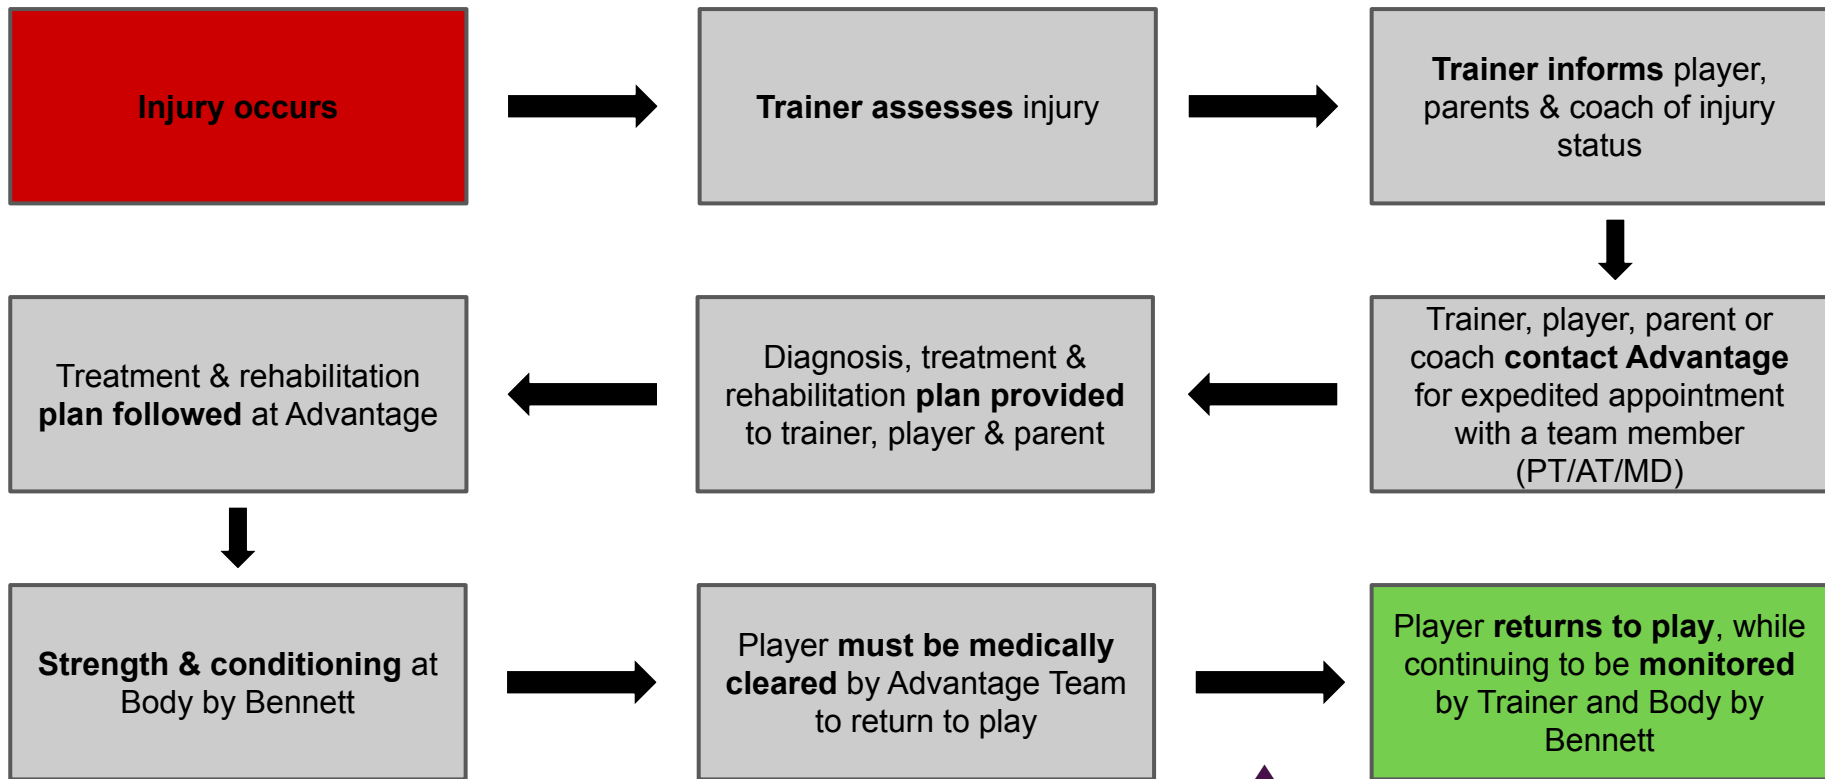 Injury occurs
Trainer assesses injury
Trainer informs player,
parents & coach of injury
status
Trainer, player, parent or
coach contact Advantage
for expedited appointment
with a team member
(PT/AT/MD)
Diagnosis, treatment &
rehabilitation plan provided
to trainer, player & parent
Treatment & rehabilitation
plan followed at Advantage
Strength & conditioning at
Body by Bennett
Player must be medically
cleared by Advantage Team
to return to play
Player returns to play, while
continuing to be monitored
by Trainer and Body by
Bennett